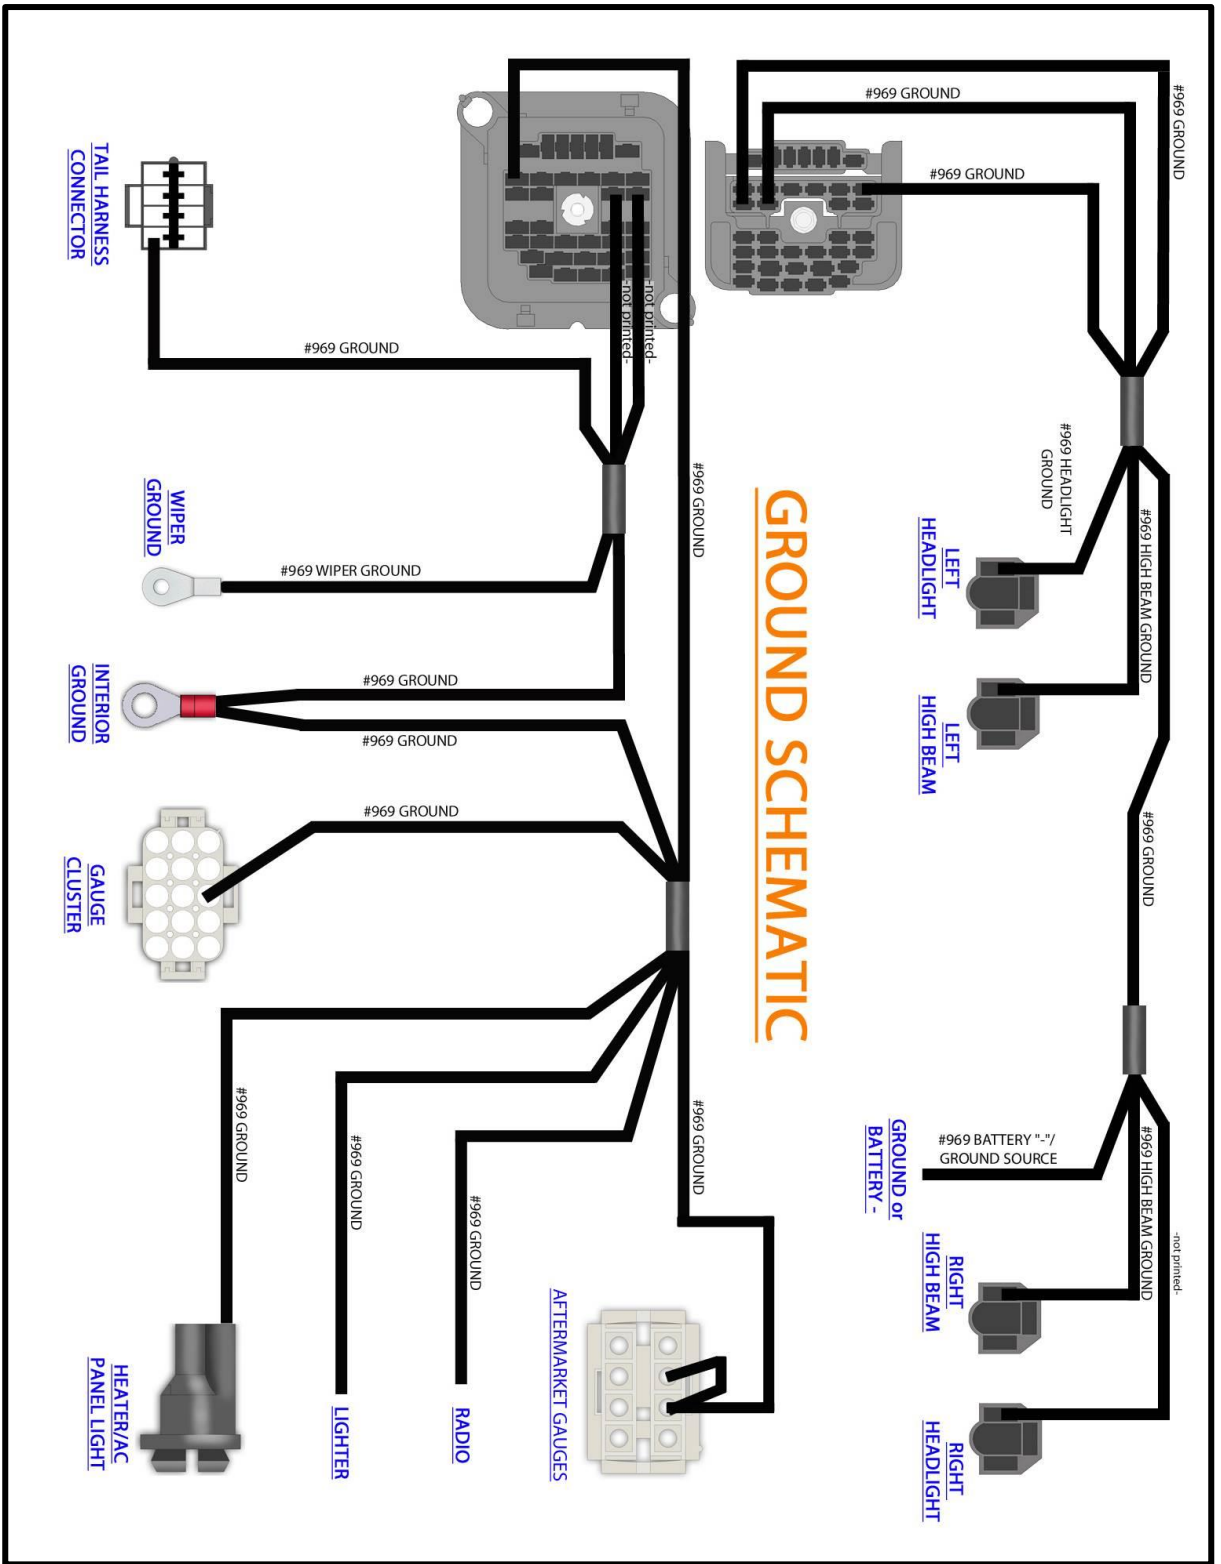 #969 GROUND
#969 GROUND
#969 GROUND
TAIL HARNESS
CONNECTOR
-not printed-
-not printed-
#969 GROUND
#969 HEADLIGHT
GROUND
#969 GROUND
WIPER
GROUND
#969 WIPER GROUND
GROUND SCHEMATIC
LEFT
HEADLIGHT
#969 HIGH BEAM GROUND
INTERIOR
GROUND
#969 GROUND
#969 GROUND
LEFT
HIGH BEAM
#969 GROUND
#969 GROUND
GAUGE
CLUSTER
#969 GROUND
#969 GROUND
#969 GROUND
#969 GROUND
GROUND or
BATTERY -
#969 BATTERY "-"/
GROUND SOURCE
#969 HIGH BEAM GROUND
-not printed-
RIGHT
HIGH BEAM
AFTERMARKET GAUGES
HEATER/AC
PANEL LIGHT
LIGHTER
RADIO
RIGHT
HEADLIGHT